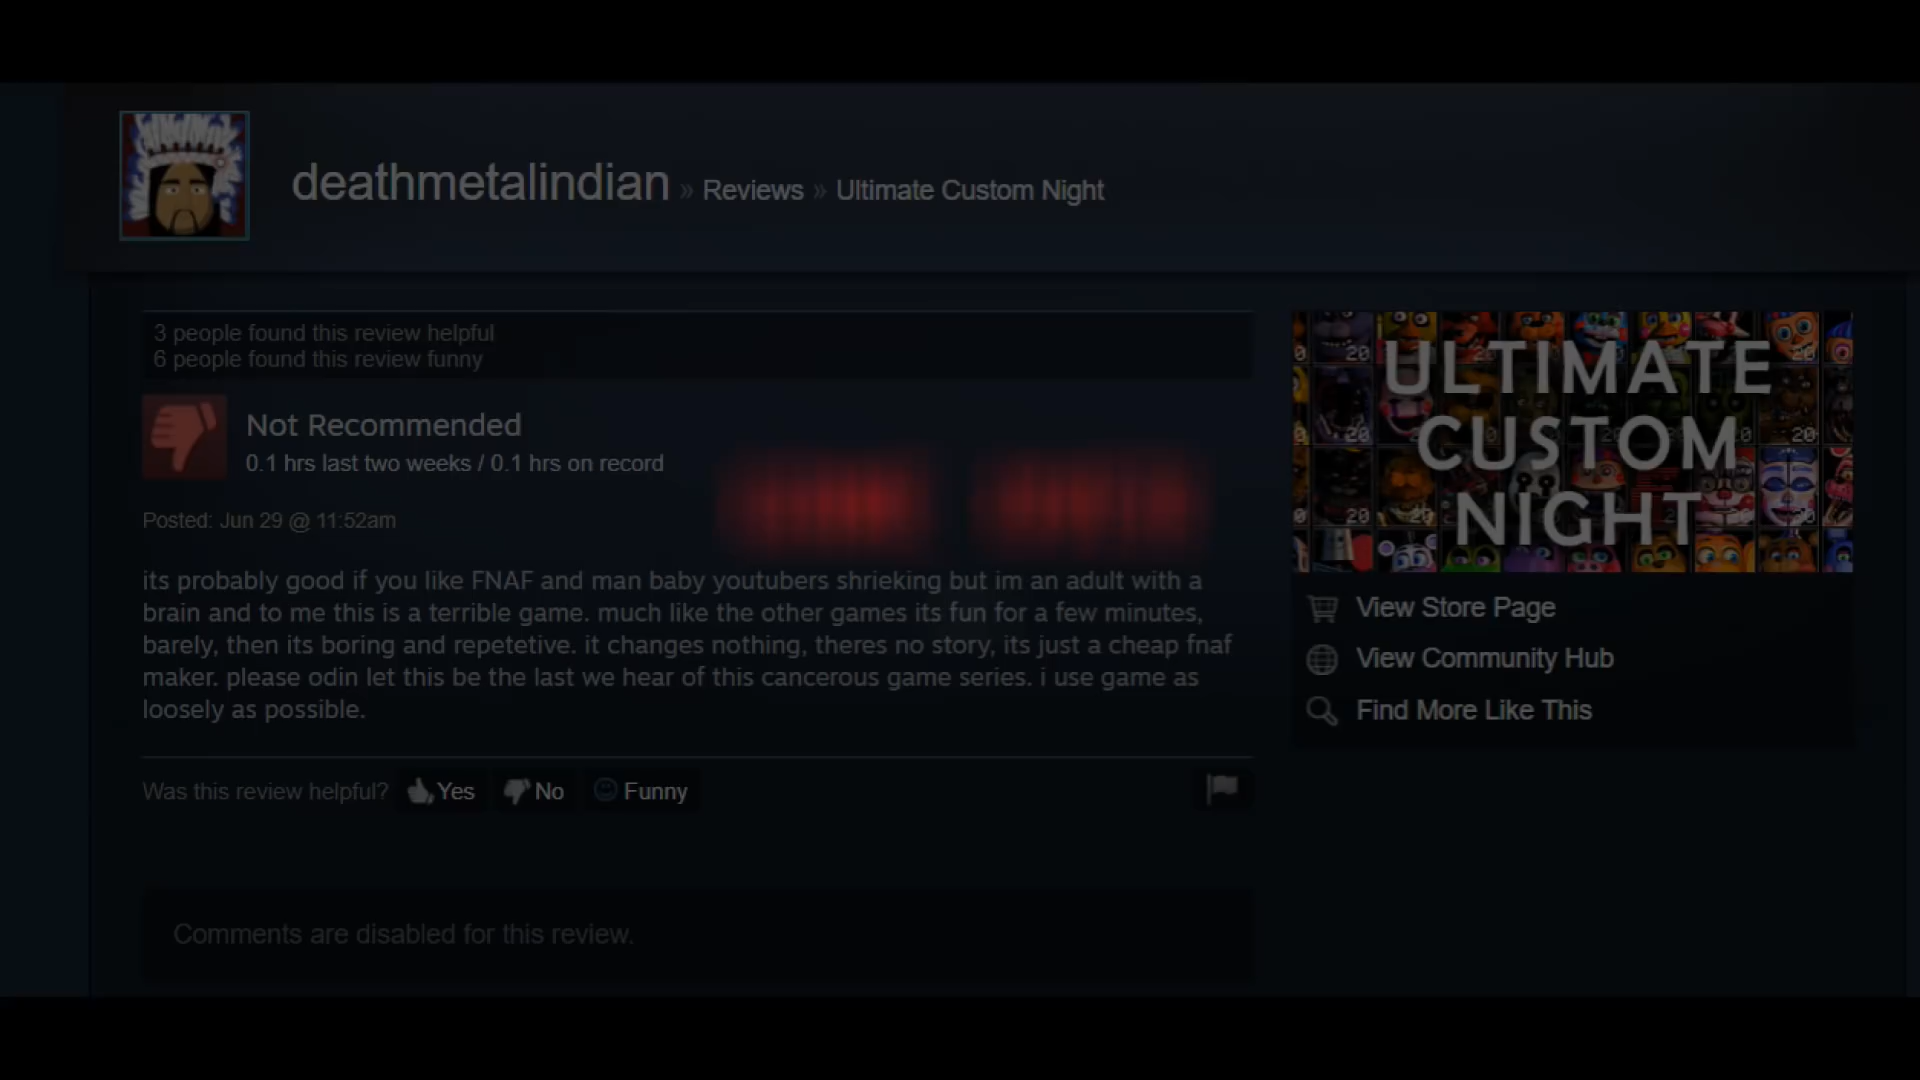 deathmetalindian » Reviews » Ultimate Custom Night
3 people found this review helpful
6 people found this review funny
Not Recommended
0.1 hrs last two weeks / 0.1 hrs on record
Posted: Jun 29 @ 11:52am
its probably good if you like FNAF and man baby youtubers shrieking but im an adult with a
brain and to me this is a terrible game. much like the other games its fun for a few minutes,
barely, then its boring and repetetive. it changes nothing, theres no story, its just a cheap fnaf
maker. please odin let this be the last we hear of this cancerous game series. i use game as
loosely as possible.
Was this review helpful? Yes No Funny
Comments are disabled for this review.
ULTIMATE
CUSTOM
NIGHT
View Store Page
View Community Hub
Find More Like This